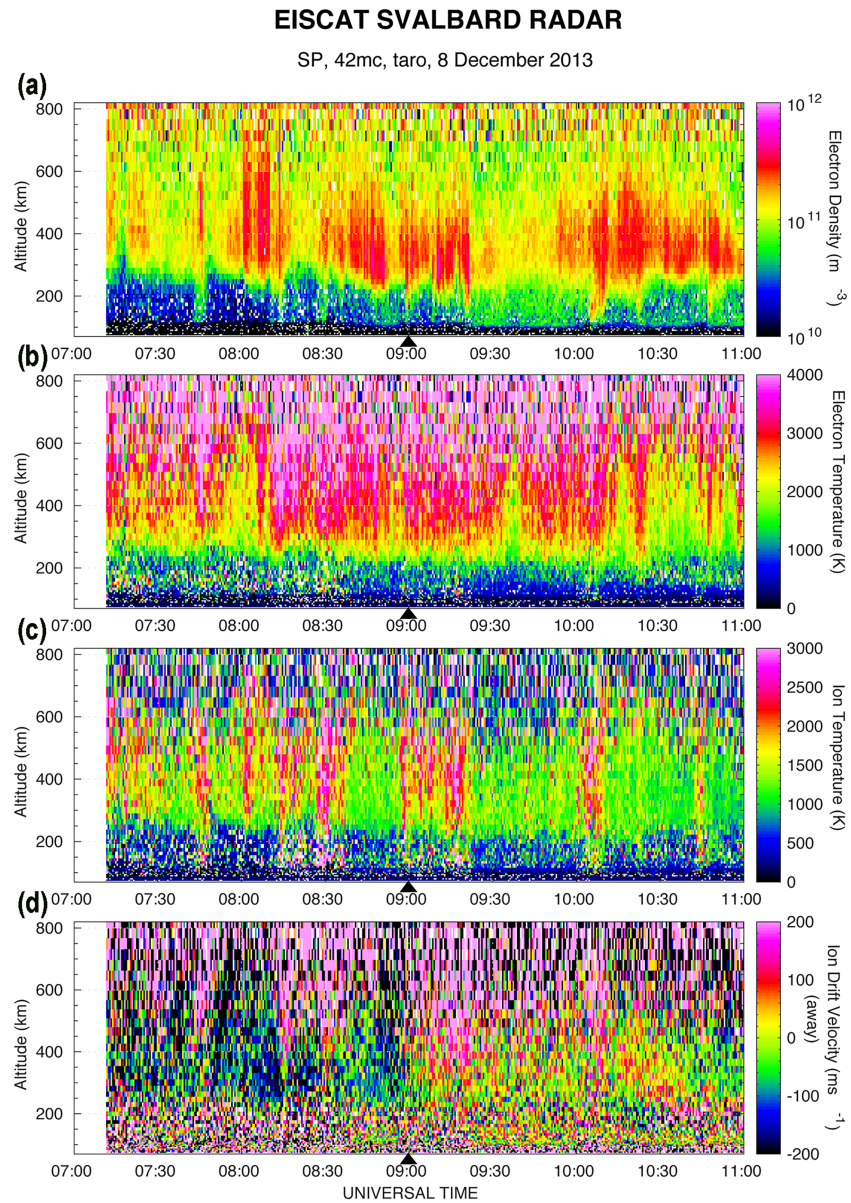 EISCAT SVALBARD RADAR
SP, 42mc, taro, 8 December 2013
(a)
800
600
400
200
Altitude (km)
07:00 07:30 08:00 08:30 09:00 09:30 10:00 10:30 11:00
10^12
10^11
10^10
Electron Density (m^-3)
(b)
800
600
400
200
Altitude (km)
07:00 07:30 08:00 08:30 09:00 09:30 10:00 10:30 11:00
4000
3000
2000
1000
0
Electron Temperature (K)
(c)
800
600
400
200
Altitude (km)
07:00 07:30 08:00 08:30 09:00 09:30 10:00 10:30 11:00
3000
2500
2000
1500
1000
500
0
Ion Temperature (K)
(d)
800
600
400
200
Altitude (km)
07:00 07:30 08:00 08:30 09:00 09:30 10:00 10:30 11:00
200
100
0
-100
-200
Ion Drift Velocity (ms^-1)
(away)
UNIVERSAL TIME